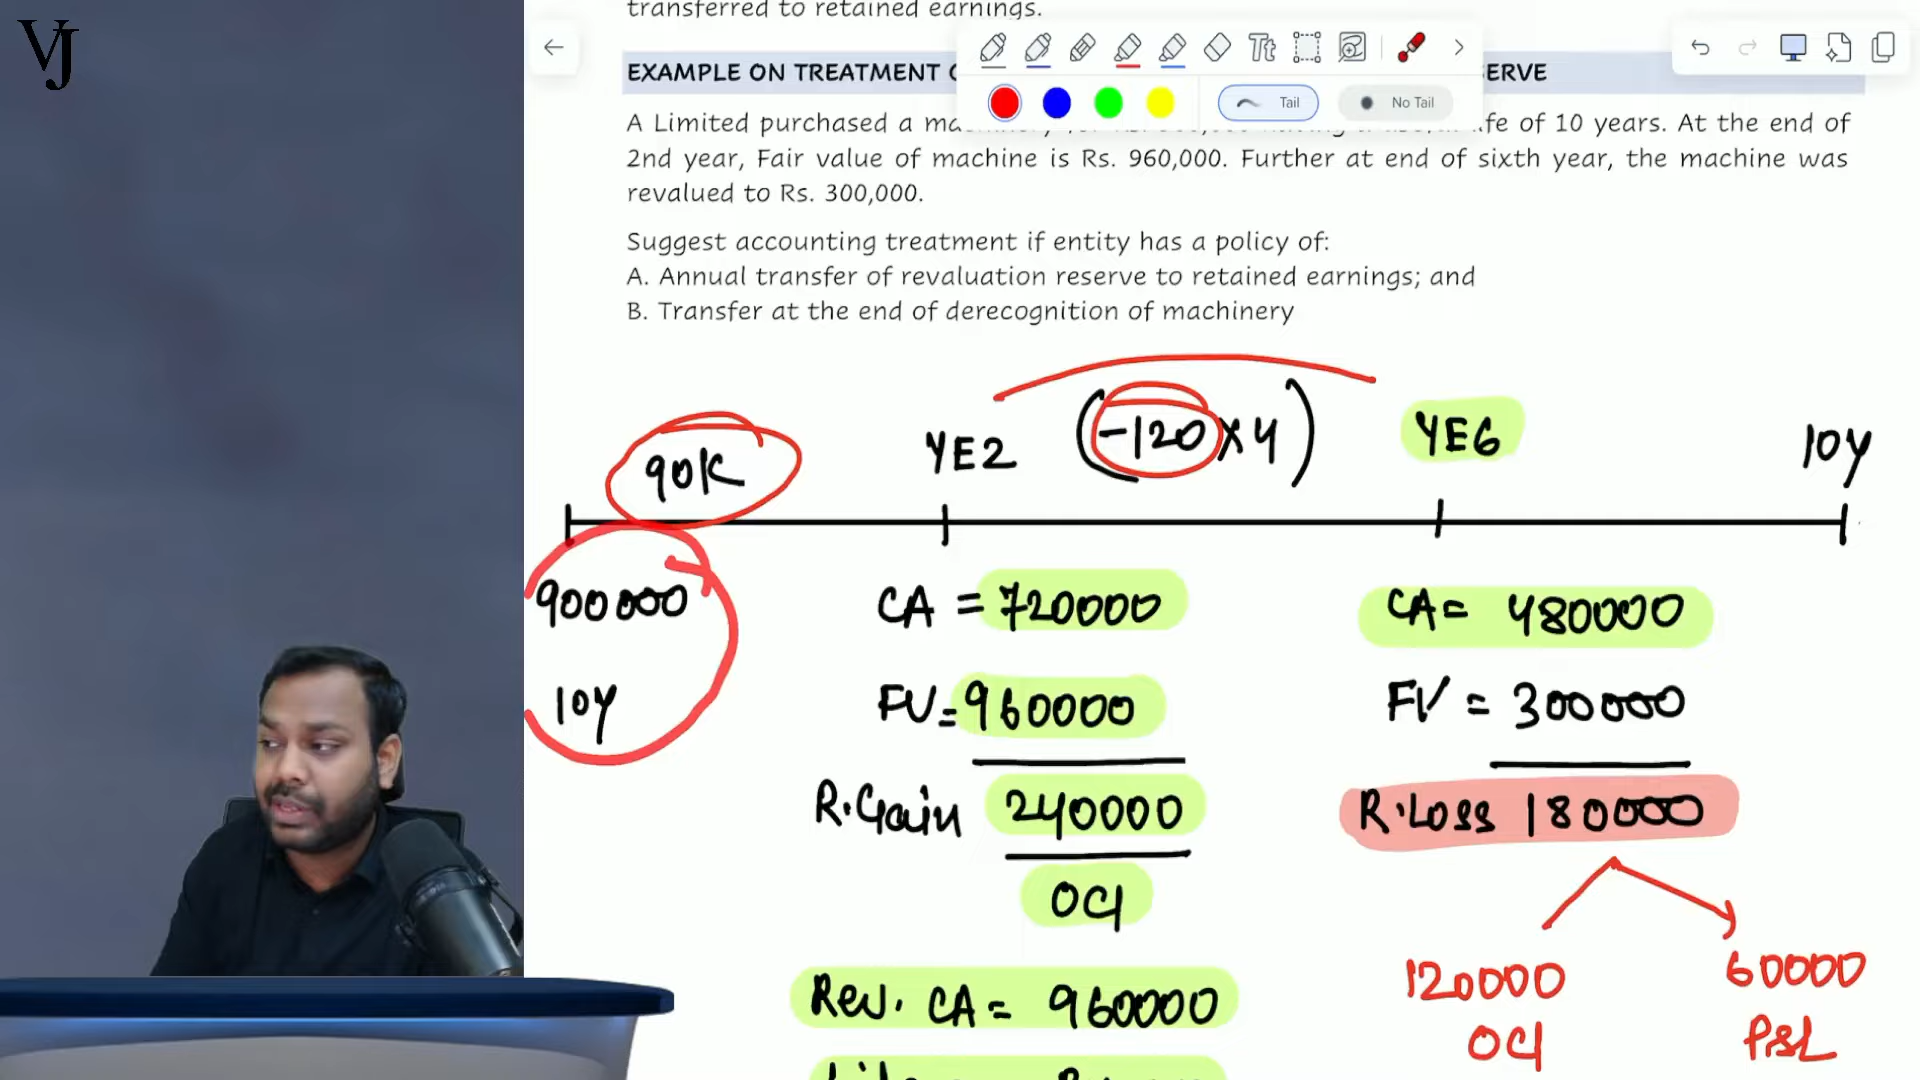 VJ
transferred to retained earnings.
EXAMPLE ON TREATMENT
ERVE
Tt
Tail
No Tail
A Limited purchased a
fe of 10 years. At the end of
2nd year, Fair value of machine is Rs. 960,000. Further at end of sixth year, the machine was
revalued to Rs. 300,000.
Suggest accounting treatment if entity has a policy of:
A. Annual transfer of revaluation reserve to retained earnings; and
B. Transfer at the end of derecognition of machinery
90K
YE2
(-120 x 4)
YE6
10y
900000
10y
CA = 720000
FV = 960000
R.Gain 240000
OCI
Rev. CA = 960000
CA = 480000
FV = 300000
R.Loss 180000
120000
OCI
60000
P&L